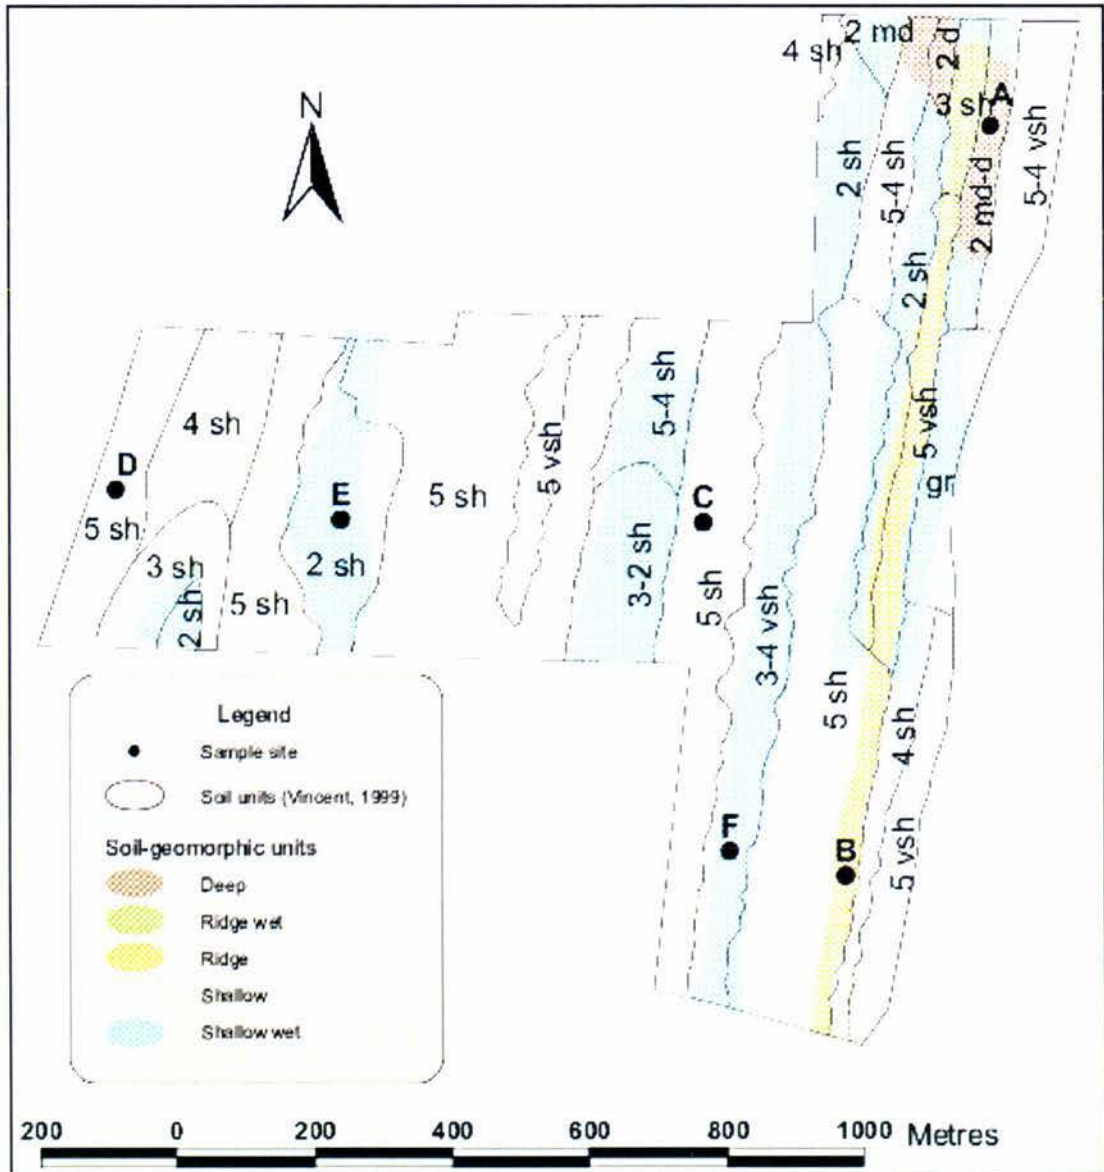 2 md
4 sh
2 d
3 sh
A
N
2 sh
5-4 sh
2 md-d
5-4 vsh
2 sh
4 sh
5-4 sh
5 vsh
D
5 vsh
E
5 sh
C
gr
5 sh
3 sh
2 sh
2 sh
5 sh
3-2 sh
5 sh
3-4 vsh
5 sh
4 sh
5 vsh
F
B
Legend
Sample site
Soil units (Vincent, 1999)
Soil-geomorphic units
Deep
Ridge wet
Ridge
Shallow
Shallow wet
200 0 200 400 600 800 1000 Metres